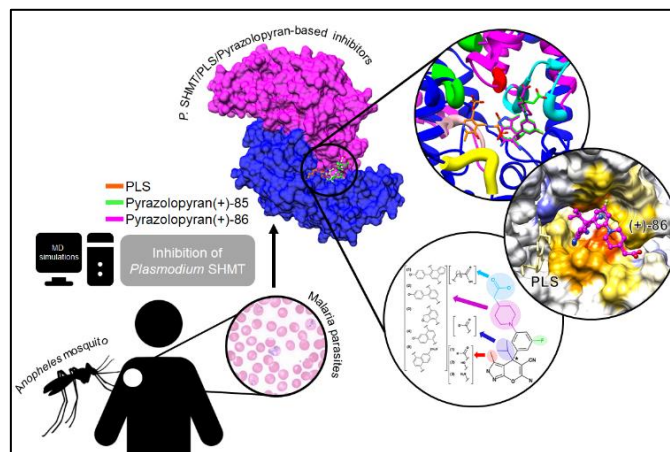 P. SHMT/PLS/Pyrazolopyran-based inhibitors
PLS
Pyrazolopyran(+)-85
Pyrazolopyran(+)-86
MD
simulations
Inhibition of
Plasmodium SHMT
Anopheles mosquito
Malaria parasites
(+)-86
PLS
CN